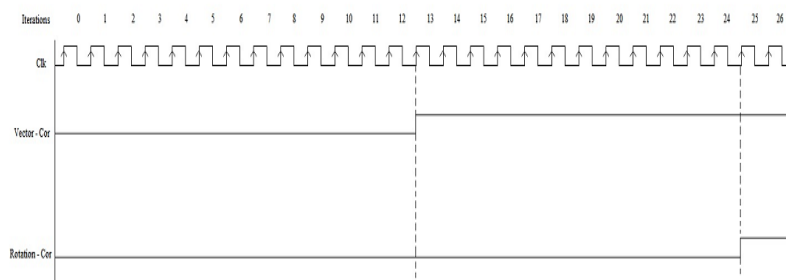 Iterations 0 1 2 3 4 5 6 7 8 9 10 11 12 13 14 15 16 17 18 19 20 21 22 23 24 26
Clk
Vector - Cor
Rotation - Cor